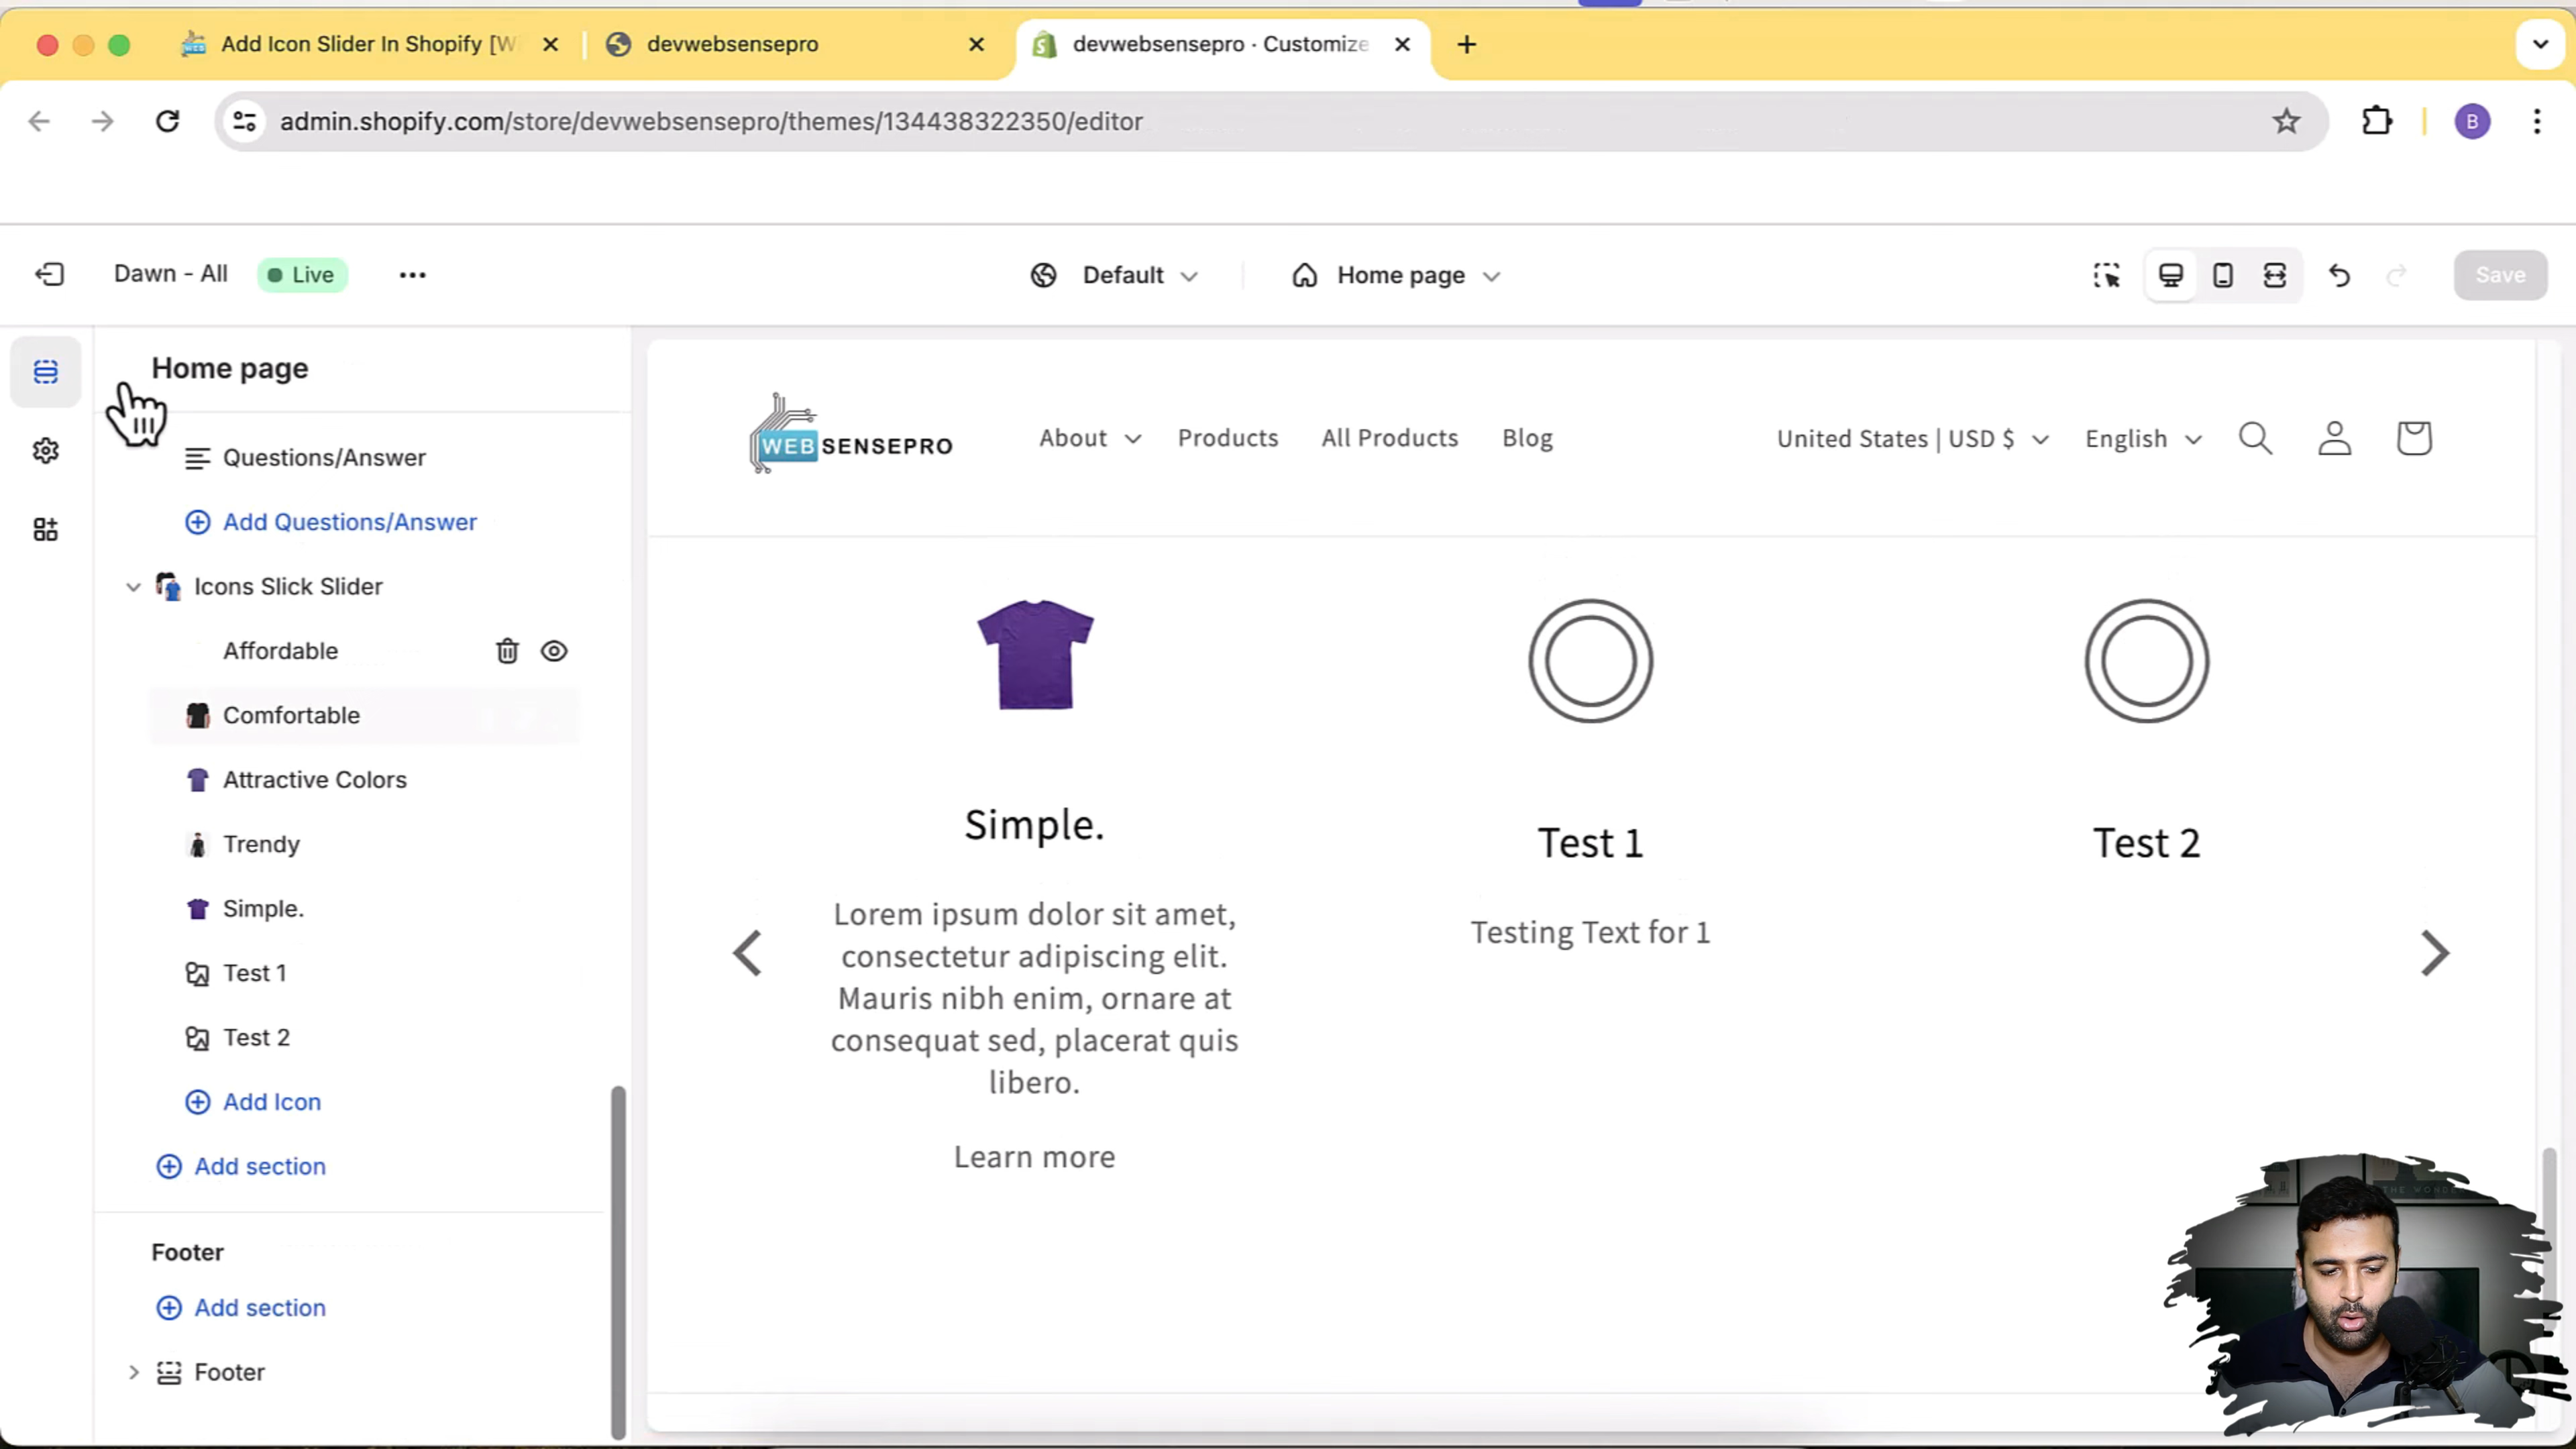 Add Icon Slider In Shopify [Wi
devwebsensepro
devwebsensepro · Customize
admin.shopify.com/store/devwebsensepro/themes/134438322350/editor
B
Dawn - All
Live
Default
Home page
Save
Home page
Questions/Answer
Add Questions/Answer
Icons Slick Slider
Affordable
Comfortable
Attractive Colors
Trendy
Simple.
Test 1
Test 2
Add Icon
Add section
Footer
Add section
Footer
WEBSENSEPRO
About
Products
All Products
Blog
United States | USD $
English
Simple.
Lorem ipsum dolor sit amet,
consectetur adipiscing elit.
Mauris nibh enim, ornare at
consequat sed, placerat quis
libero.
Learn more
Test 1
Testing Text for 1
Test 2